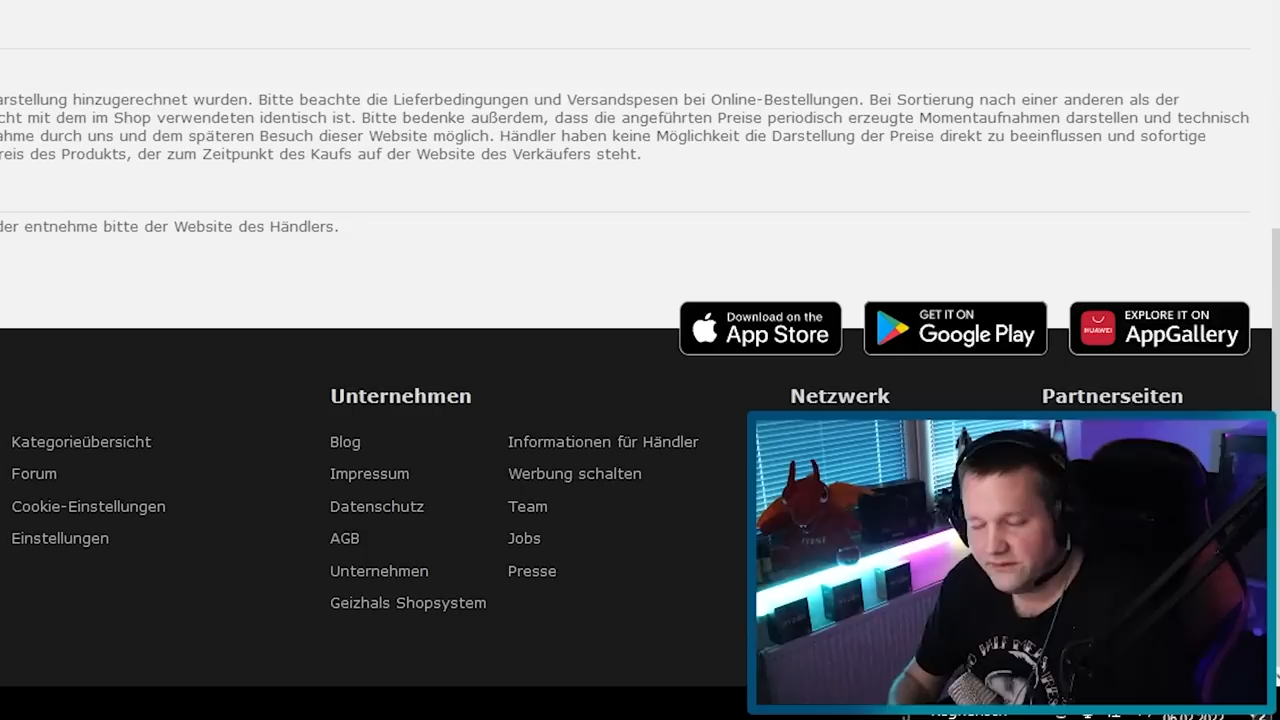 arstellung hinzugerechnet wurden. Bitte beachte die Lieferbedingungen und Versandspesen bei Online-Bestellungen. Bei Sortierung nach einer anderen als der
cht mit dem im Shop verwendeten identisch ist. Bitte bedenke außerdem, dass die angeführten Preise periodisch erzeugte Momentaufnahmen darstellen und technisch
ahme durch uns und dem späteren Besuch dieser Website möglich. Händler haben keine Möglichkeit die Darstellung der Preise direkt zu beeinflussen und sofortige
reis des Produkts, der zum Zeitpunkt des Kaufs auf der Website des Verkäufers steht.
der entnehme bitte der Website des Händlers.
Download on the
App Store
GET IT ON
Google Play
HUAWEI
EXPLORE IT ON
AppGallery
Kategorieübersicht
Forum
Cookie-Einstellungen
Einstellungen
Unternehmen
Blog
Impressum
Datenschutz
AGB
Unternehmen
Geizhals Shopsystem
Informationen für Händler
Werbung schalten
Team
Jobs
Presse
Netzwerk
Partnerseiten
06.02.2022